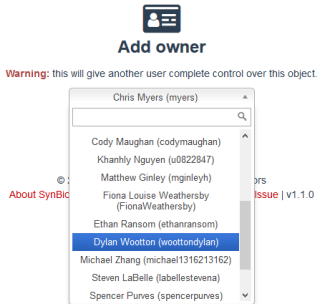 Add owner
Warning: this will give another user complete control over this object.
Chris Myers (myers)
Cody Maughan (codymaughan)
Khanhly Nguyen (u0822847)
Matthew Ginley (mginleyh)
Fiona Louise Weathersby
(FionaWeathersby)
Ethan Ransom (ethanransom)
Dylan Wootton (woottondylan)
Michael Zhang (michael1316213162)
Steven LaBelle (labellestevena)
Spencer Purves (spencerpurves)
© 
About SynBio Issue | v1.1.0